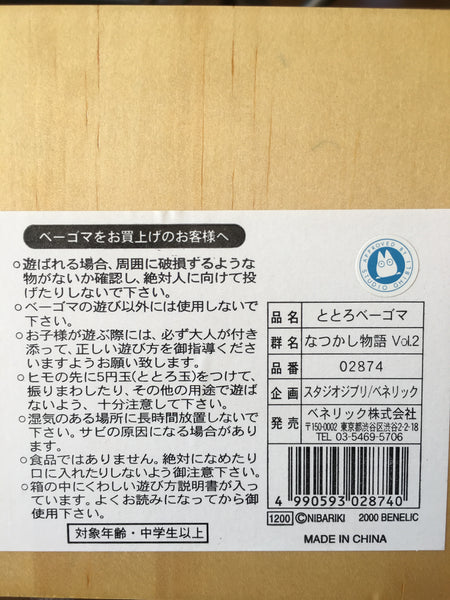 ベーゴマをお買上げのお客様へ
○遊ばれる場合、周囲に破損するような
物がないか確認し、絶対人に向けて投
げたりしないで下さい。
○ベーゴマの遊び以外には使用しないで
下さい。
○お子様が遊ぶ際には、必ず大人が付き
添って、正しい遊び方を御指導ください
ますようお願い致します。
○ヒモの先に5円玉(ととろ玉)をつけて、
振りまわしたり、その他の用途で遊ば
ないよう、十分注意して下さい。
○湿気のある場所に長時間放置しないで
下さい。サビの原因になる場合があり
ます。
○食品ではありません。絶対になめたり
口に入れたりしないよう御注意下さい。
○箱の中にくわしい遊び方説明書が入っ
ています。よくお読みになってから御
使用下さい。
対象年齢・中学生以上
APPROVED BY
STUDIO GHIBLI
品名 ととろベーゴマ
群名 なつかし物語 Vol.2
品番 02874
企画 スタジオジブリ/ベネリック
発売 ベネリック株式会社
〒150-0002 東京都渋谷区渋谷2-2-18
TEL 03-5469-5706
4 990593 028740
1200 ©NIBARIKI 2000 BENELIC
MADE IN CHINA